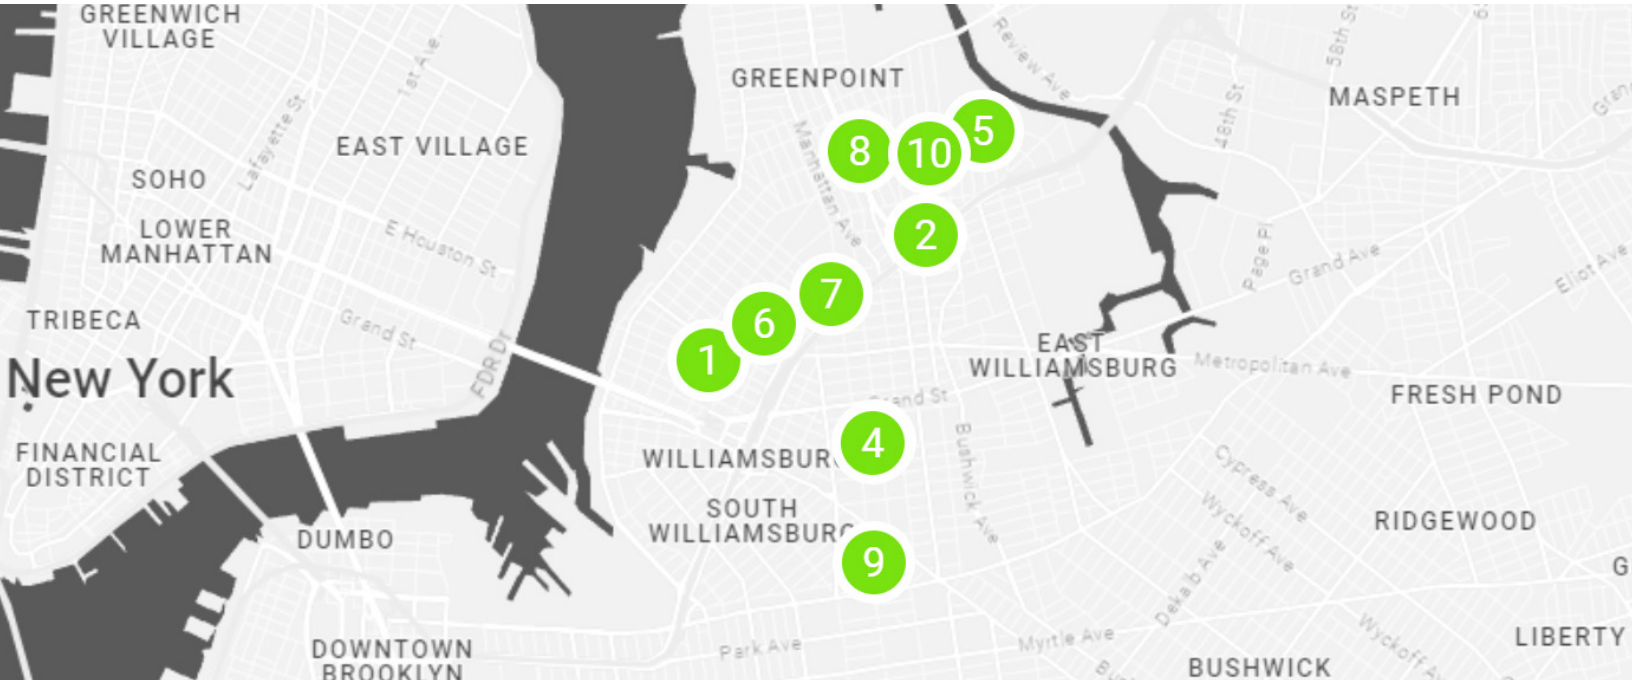 GREENWICH
VILLAGE
1st Ave
Lafayette St
EAST VILLAGE
SOHO
LOWER
MANHATTAN
E Houston St
TRIBECA
Grand St
FDR Dr
New York
FINANCIAL
DISTRICT
DUMBO
DOWNTOWN
BROOKLYN
GREENPOINT
Review Ave
58th St
48th St
MASPETH
Manhattan Ave
8
10
5
2
7
6
1
Page Pl
Grand Ave
Eliot Ave
EAST
WILLIAMSBURG
Metropolitan Ave
FRESH POND
4
WILLIAMSBUR
SOUTH
WILLIAMSBURG
9
Bushwick Ave
Cypress Ave
Wyckoff Ave
RIDGEWOOD
Dekalb Ave
Park Ave
Myrtle Ave
Wyckoff Av
LIBERTY
BUSHWICK